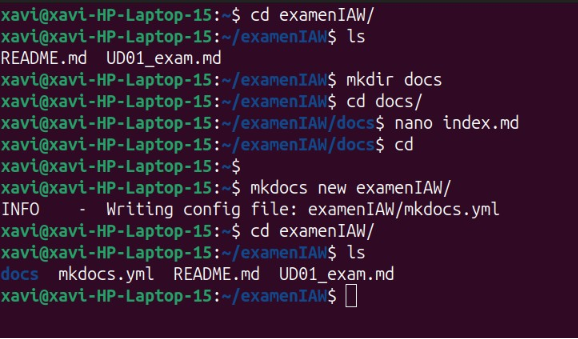 xavi@xavi-HP-Laptop-15:~$ cd examenIAW/
xavi@xavi-HP-Laptop-15:~/examenIAW$ ls
README.md  UD01_exam.md
xavi@xavi-HP-Laptop-15:~/examenIAW$ mkdir docs
xavi@xavi-HP-Laptop-15:~/examenIAW$ cd docs/
xavi@xavi-HP-Laptop-15:~/examenIAW/docs$ nano index.md
xavi@xavi-HP-Laptop-15:~/examenIAW/docs$ cd
xavi@xavi-HP-Laptop-15:~$
xavi@xavi-HP-Laptop-15:~$ mkdocs new examenIAW/
INFO    -  Writing config file: examenIAW/mkdocs.yml
xavi@xavi-HP-Laptop-15:~$ cd examenIAW/
xavi@xavi-HP-Laptop-15:~/examenIAW$ ls
docs  mkdocs.yml  README.md  UD01_exam.md
xavi@xavi-HP-Laptop-15:~/examenIAW$